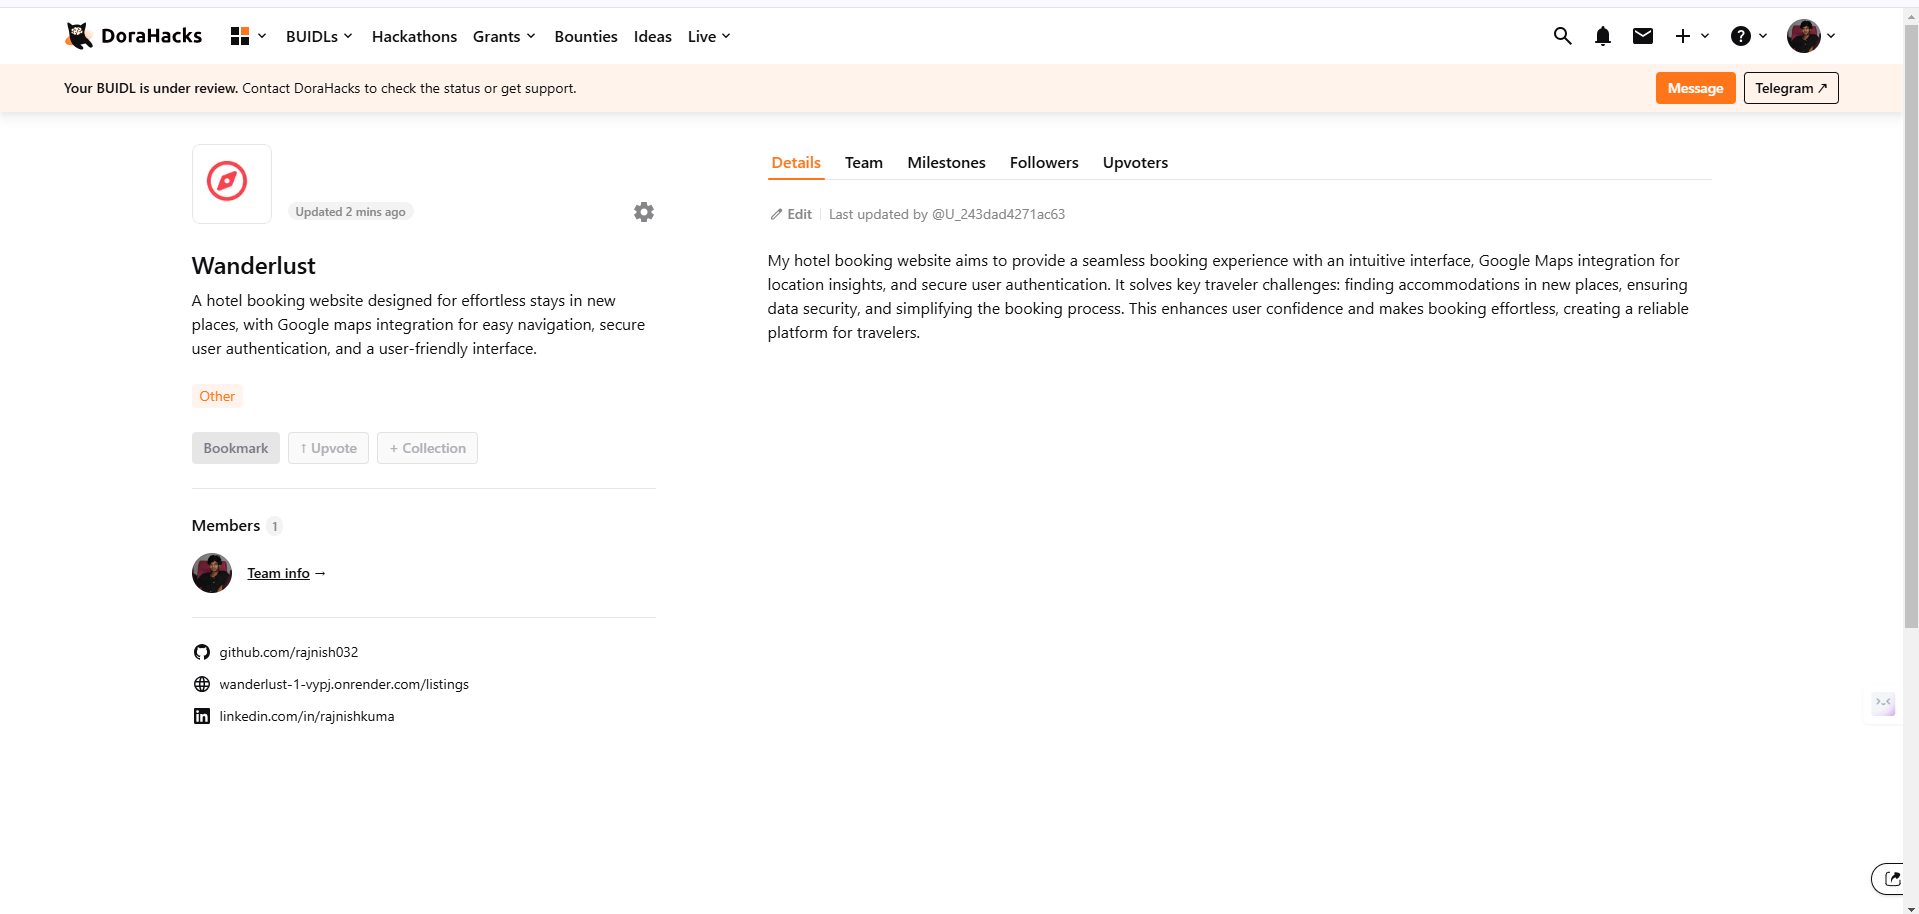 DoraHacks
BUIDLs
Hackathons
Grants
Bounties
Ideas
Live
Your BUIDL is under review. Contact DoraHacks to check the status or get support.
Message
Telegram ↗
Updated 2 mins ago
Wanderlust
A hotel booking website designed for effortless stays in new
places, with Google maps integration for easy navigation, secure
user authentication, and a user-friendly interface.
Other
Bookmark
↑ Upvote
+ Collection
Members 1
Team info →
github.com/rajnish032
wanderlust-1-vypj.onrender.com/listings
linkedin.com/in/rajnishkuma
Details
Team
Milestones
Followers
Upvoters
Edit
Last updated by @U_243dad4271ac63
My hotel booking website aims to provide a seamless booking experience with an intuitive interface, Google Maps integration for
location insights, and secure user authentication. It solves key traveler challenges: finding accommodations in new places, ensuring
data security, and simplifying the booking process. This enhances user confidence and makes booking effortless, creating a reliable
platform for travelers.